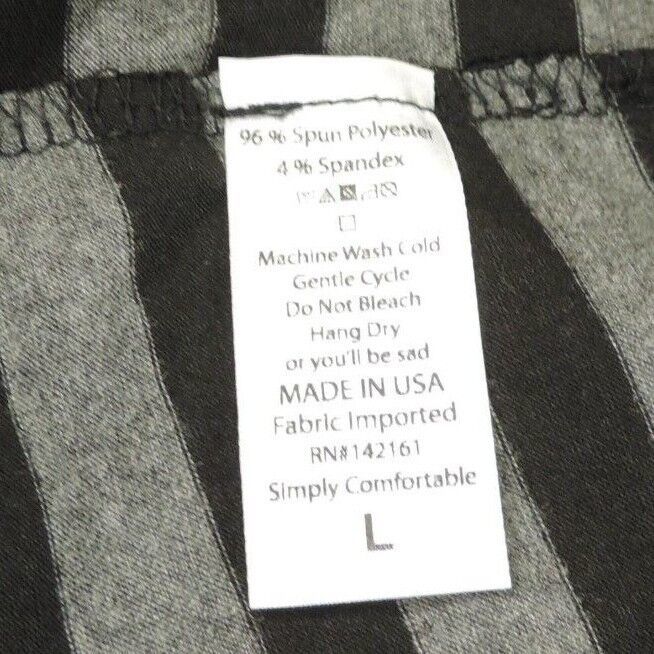 96 % Spun Polyester
4 % Spandex
Machine Wash Cold
Gentle Cycle
Do Not Bleach
Hang Dry
or you'll be sad
MADE IN USA
Fabric Imported
RN#142161
Simply Comfortable
L